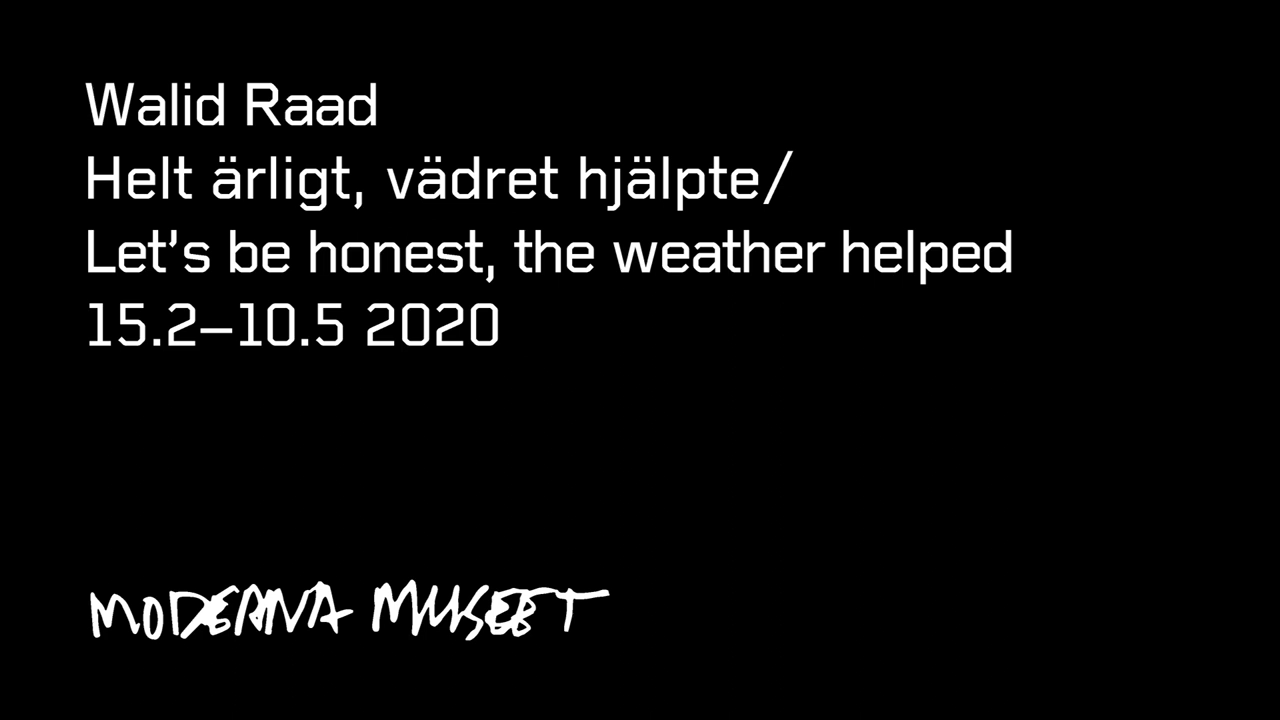 Walid Raad
Helt ärligt, vädret hjälpte/
Let’s be honest, the weather helped
15.2–10.5 2020
MODERNA MUSEET